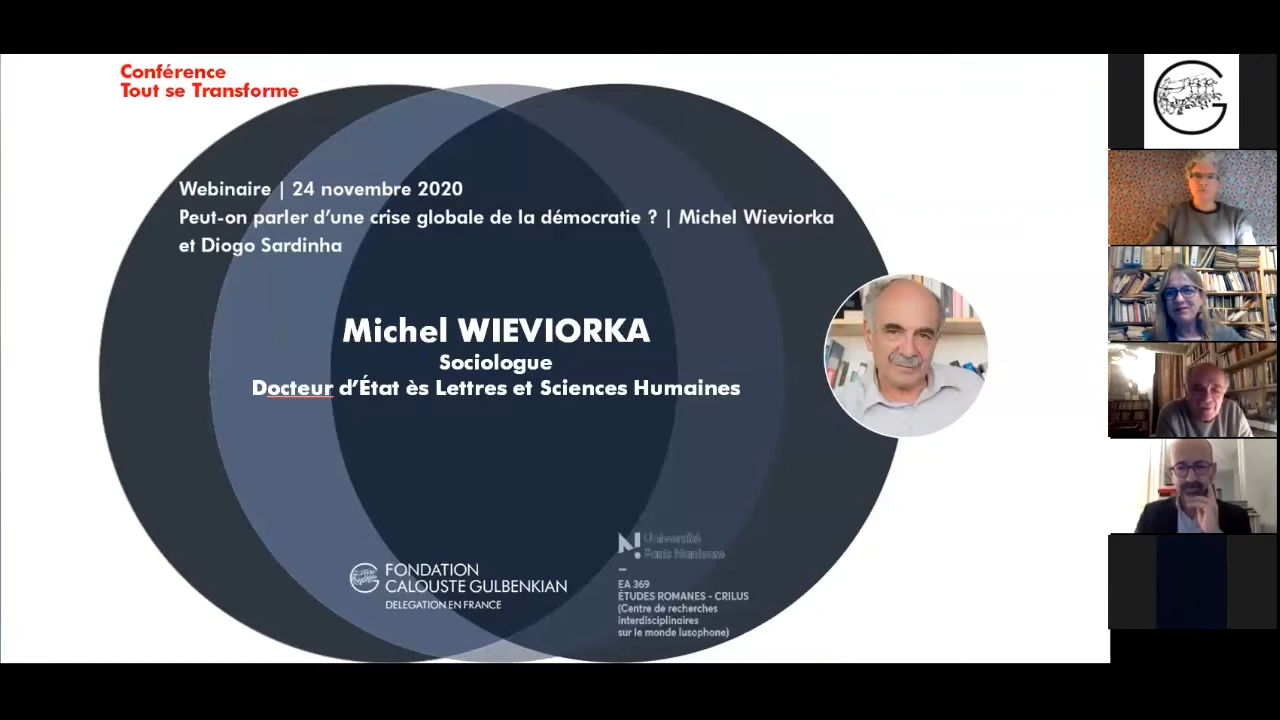 Conférence
Tout se Transforme
Webinaire | 24 novembre 2020
Peut-on parler d'une crise globale de la démocratie ? | Michel Wieviorka
et Diogo Sardinha
Michel WIEVIORKA
Sociologue
Docteur d'État ès Lettres et Sciences Humaines
FONDATION
CALOUSTE GULBENKIAN
DELEGATION EN FRANCE
Université
Paris Nanterre
EA 369
ÉTUDES ROMANES - CRILUS
(Centre de recherches
interdisciplinaires
sur le monde lusophone)